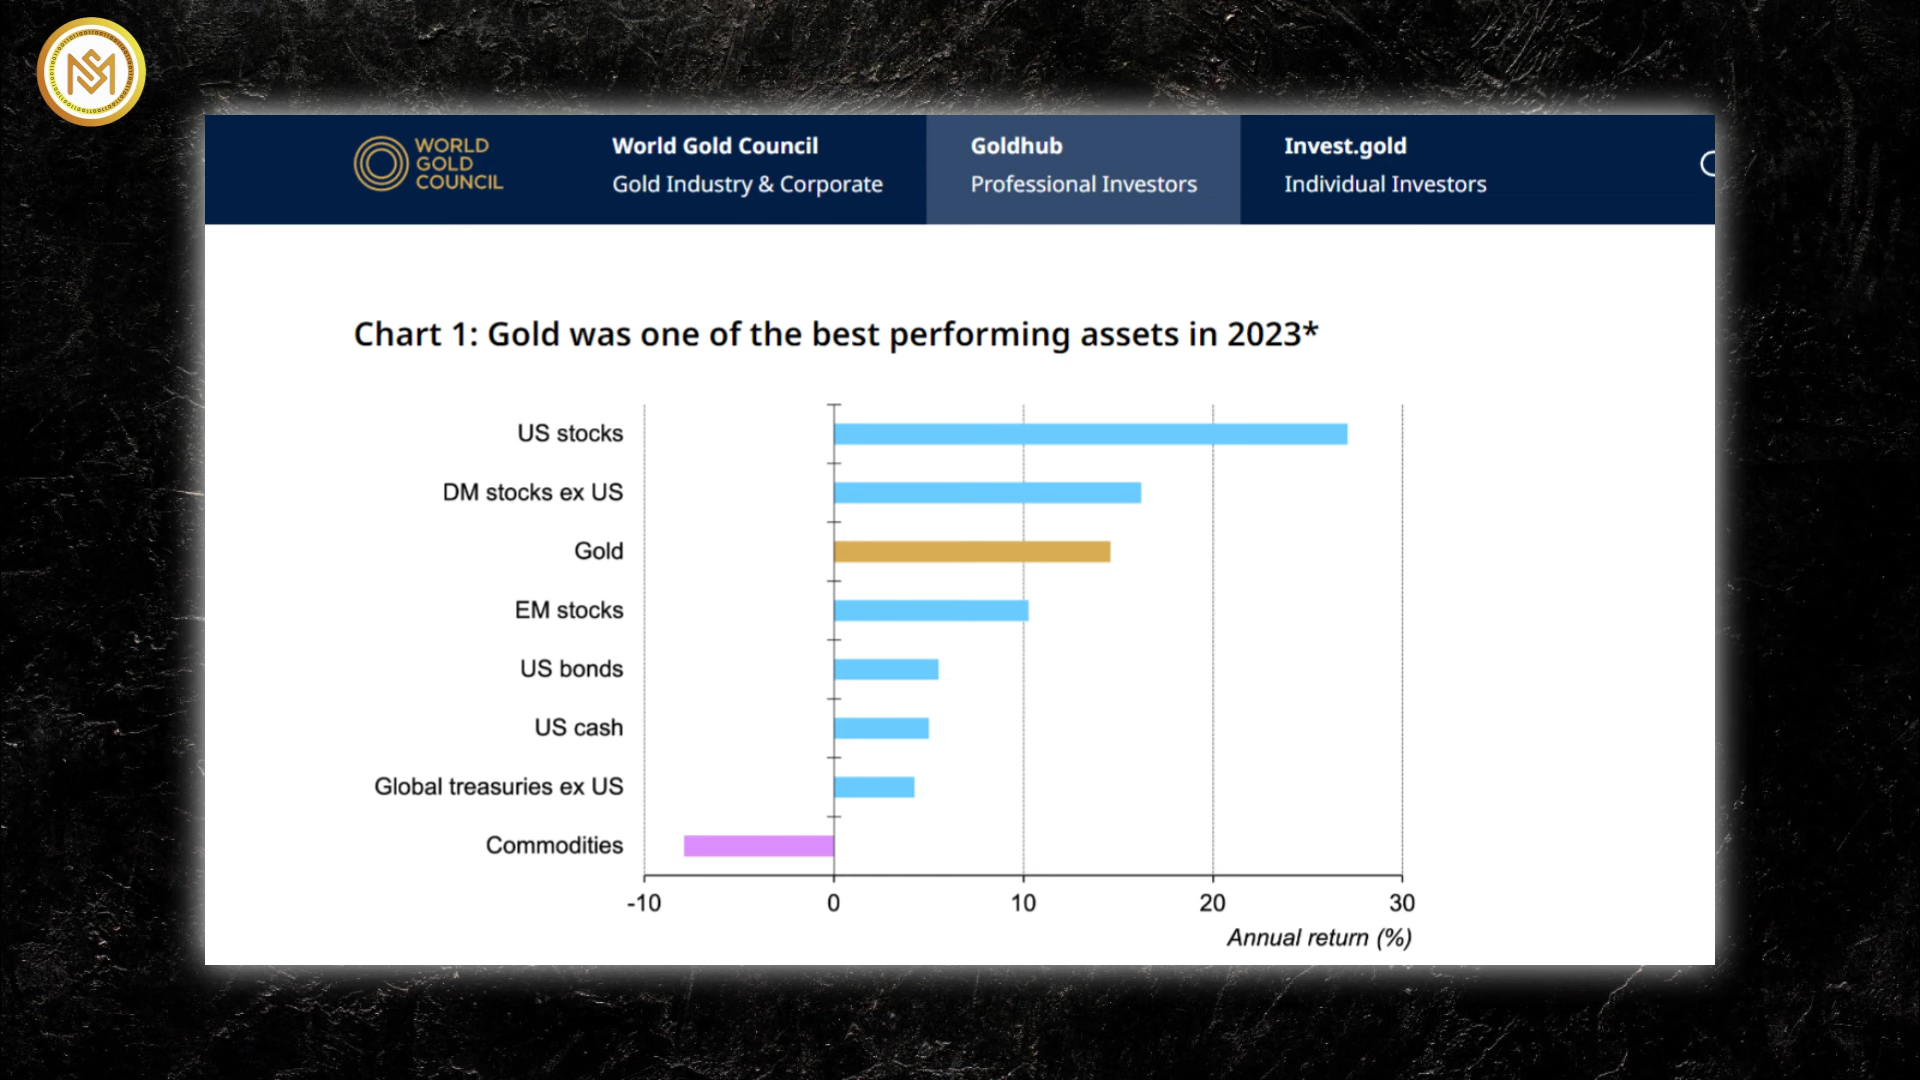 WORLD
GOLD
COUNCIL
World Gold Council
Gold Industry & Corporate
Goldhub
Professional Investors
Invest.gold
Individual Investors
Chart 1: Gold was one of the best performing assets in 2023*
US stocks
DM stocks ex US
Gold
EM stocks
US bonds
US cash
Global treasuries ex US
Commodities
-10 0 10 20 30
Annual return (%)